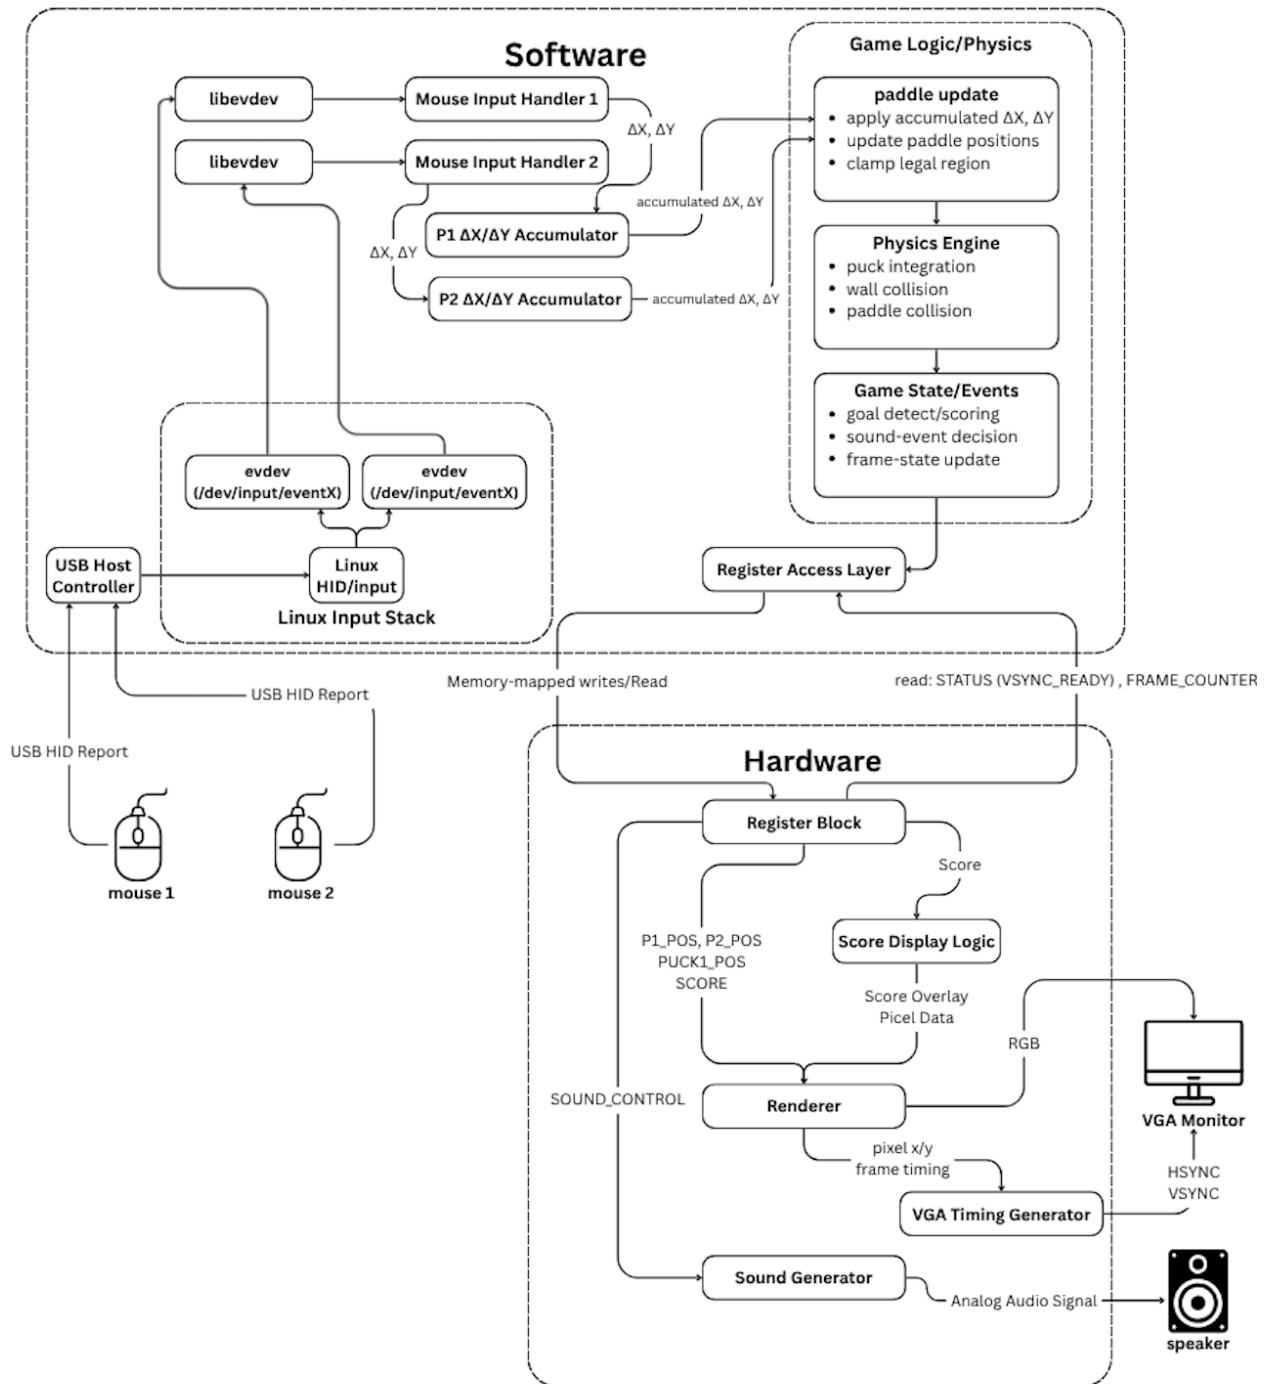 Software
Game Logic/Physics
libevdev
Mouse Input Handler 1
ΔX, ΔY
libevdev
Mouse Input Handler 2
ΔX, ΔY
P1 ΔX/ΔY Accumulator
accumulated ΔX, ΔY
P2 ΔX/ΔY Accumulator
accumulated ΔX, ΔY
paddle update
• apply accumulated ΔX, ΔY
• update paddle positions
• clamp legal region
Physics Engine
• puck integration
• wall collision
• paddle collision
Game State/Events
• goal detect/scoring
• sound-event decision
• frame-state update
evdev
(/dev/input/eventX)
evdev
(/dev/input/eventX)
USB Host
Controller
Linux
HID/input
Linux Input Stack
Register Access Layer
Memory-mapped writes/Read
read: STATUS (VSYNC_READY) , FRAME_COUNTER
USB HID Report
USB HID Report
mouse 1
mouse 2
Hardware
Register Block
Score
P1_POS, P2_POS
PUCK1_POS
SCORE
Score Display Logic
Score Overlay
Picel Data
RGB
SOUND_CONTROL
Renderer
VGA Monitor
pixel x/y
frame timing
HSYNC
VSYNC
VGA Timing Generator
Sound Generator
Analog Audio Signal
speaker